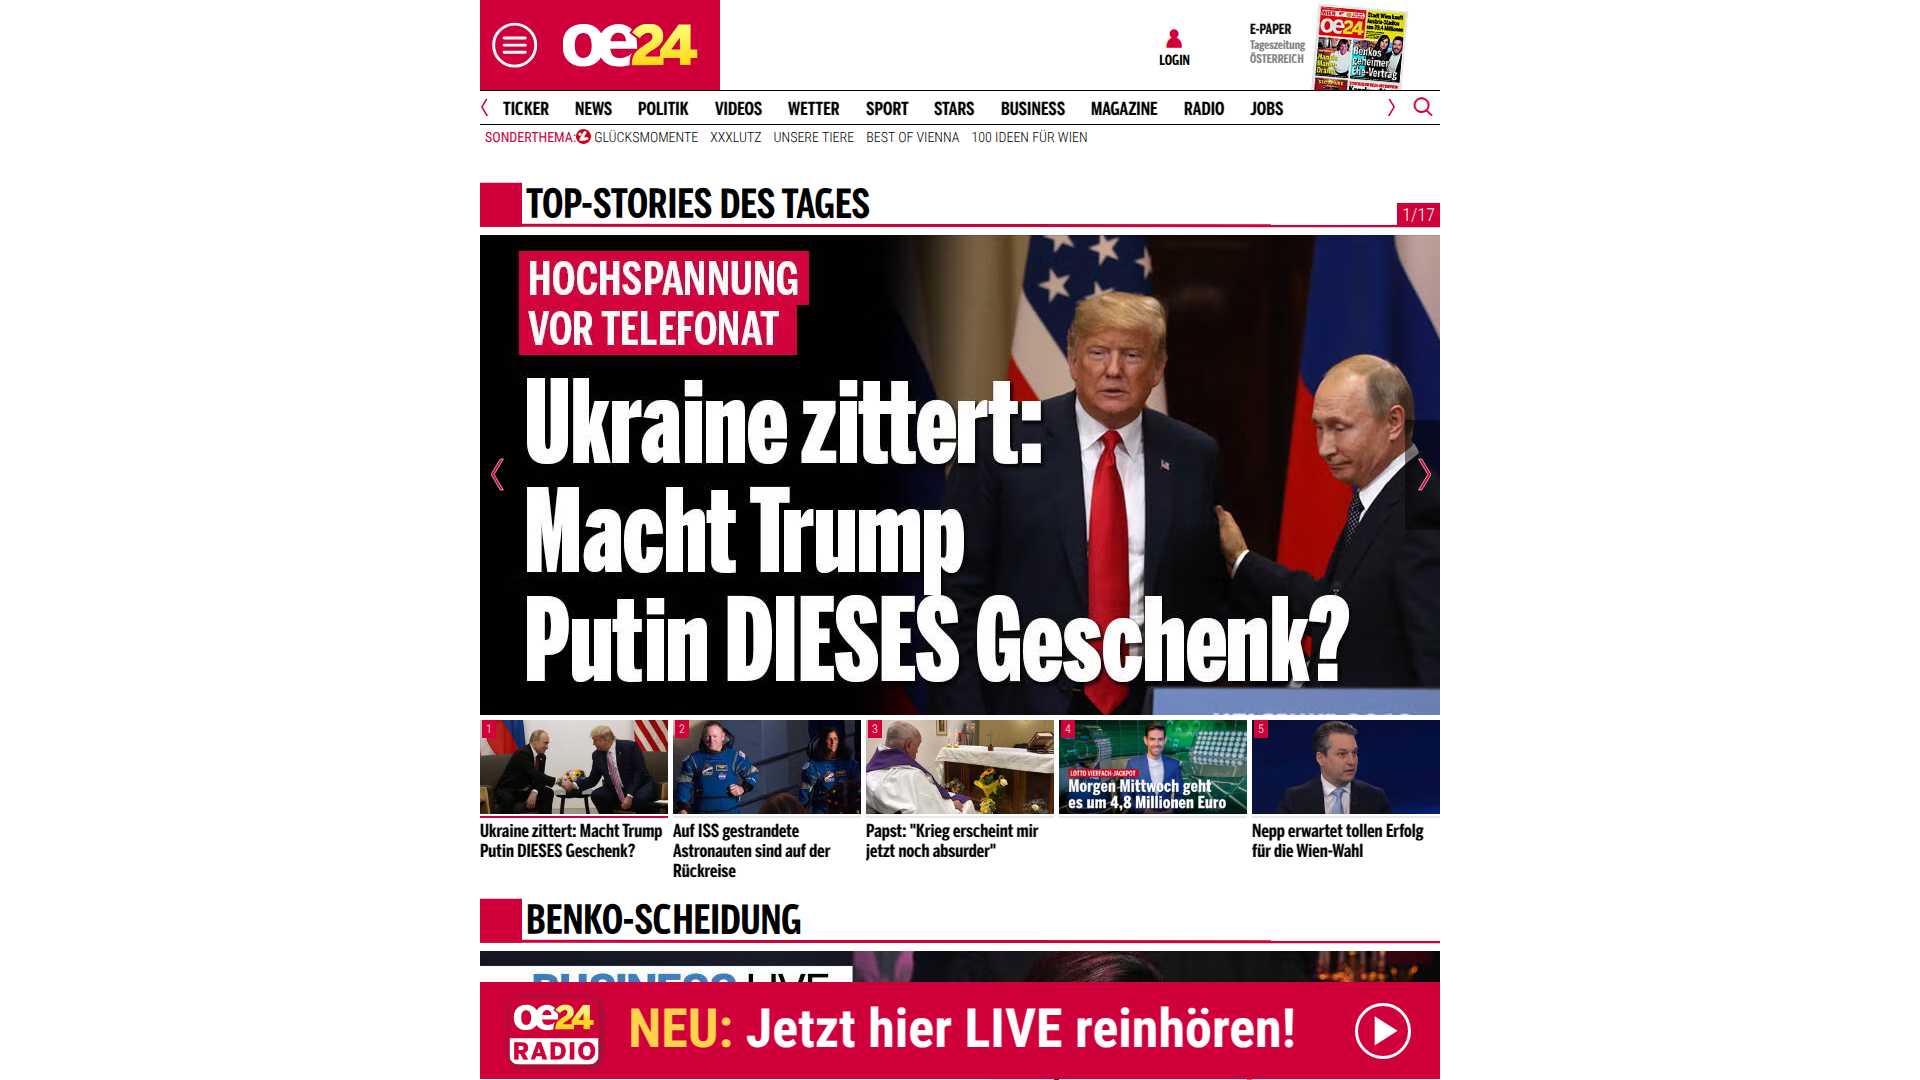 oe24
LOGIN
E-PAPER
Tageszeitung
ÖSTERREICH
oe24
Benkos
geheimer
Ehe-Vertrag
TICKER NEWS POLITIK VIDEOS WETTER SPORT STARS BUSINESS MAGAZINE RADIO JOBS
SONDERTHEMA: GLÜCKSMOMENTE XXXLUTZ UNSERE TIERE BEST OF VIENNA 100 IDEEN FÜR WIEN
TOP-STORIES DES TAGES
1/17
HOCHSPANNUNG
VOR TELEFONAT
Ukraine zittert:
Macht Trump
Putin DIESES Geschenk?
1
2
3
4
5
LOTTO VIERFACH-JACKPOT
Morgen Mittwoch geht
es um 4,8 Millionen Euro
Ukraine zittert: Macht Trump
Putin DIESES Geschenk?
Auf ISS gestrandete
Astronauten sind auf der
Rückreise
Papst: "Krieg erscheint mir
jetzt noch absurder"
Nepp erwartet tollen Erfolg
für die Wien-Wahl
BENKO-SCHEIDUNG
BUSINESS LIVE
oe24
RADIO
NEU: Jetzt hier LIVE reinhören!